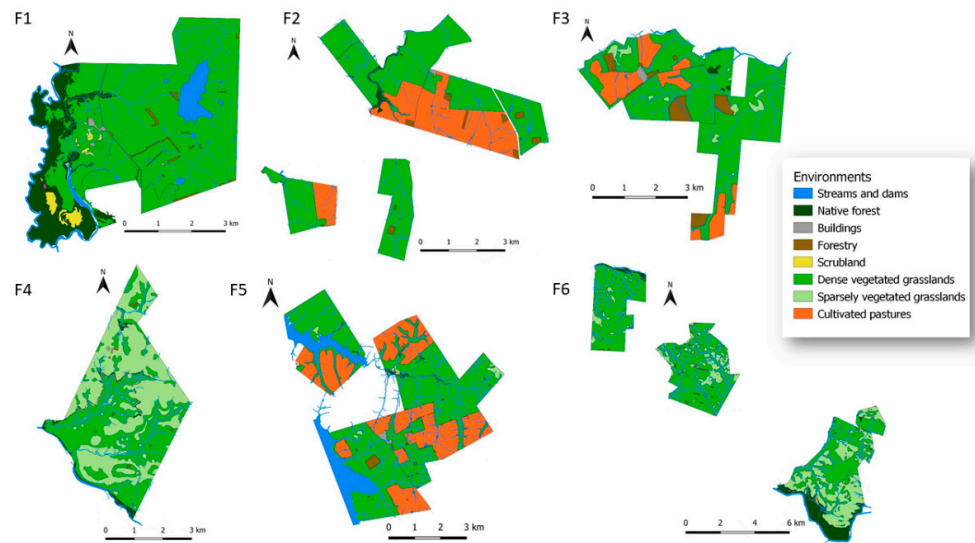 F1
N
0 1 2 3 km
F2
N
0 1 2 3 km
F3
N
0 1 2 3 km
Environments
Streams and dams
Native forest
Buildings
Forestry
Scrubland
Dense vegetated grasslands
Sparsely vegetated grasslands
Cultivated pastures
F4
N
0 1 2 3 km
F5
N
0 1 2 3 km
F6
N
0 2 4 6 km